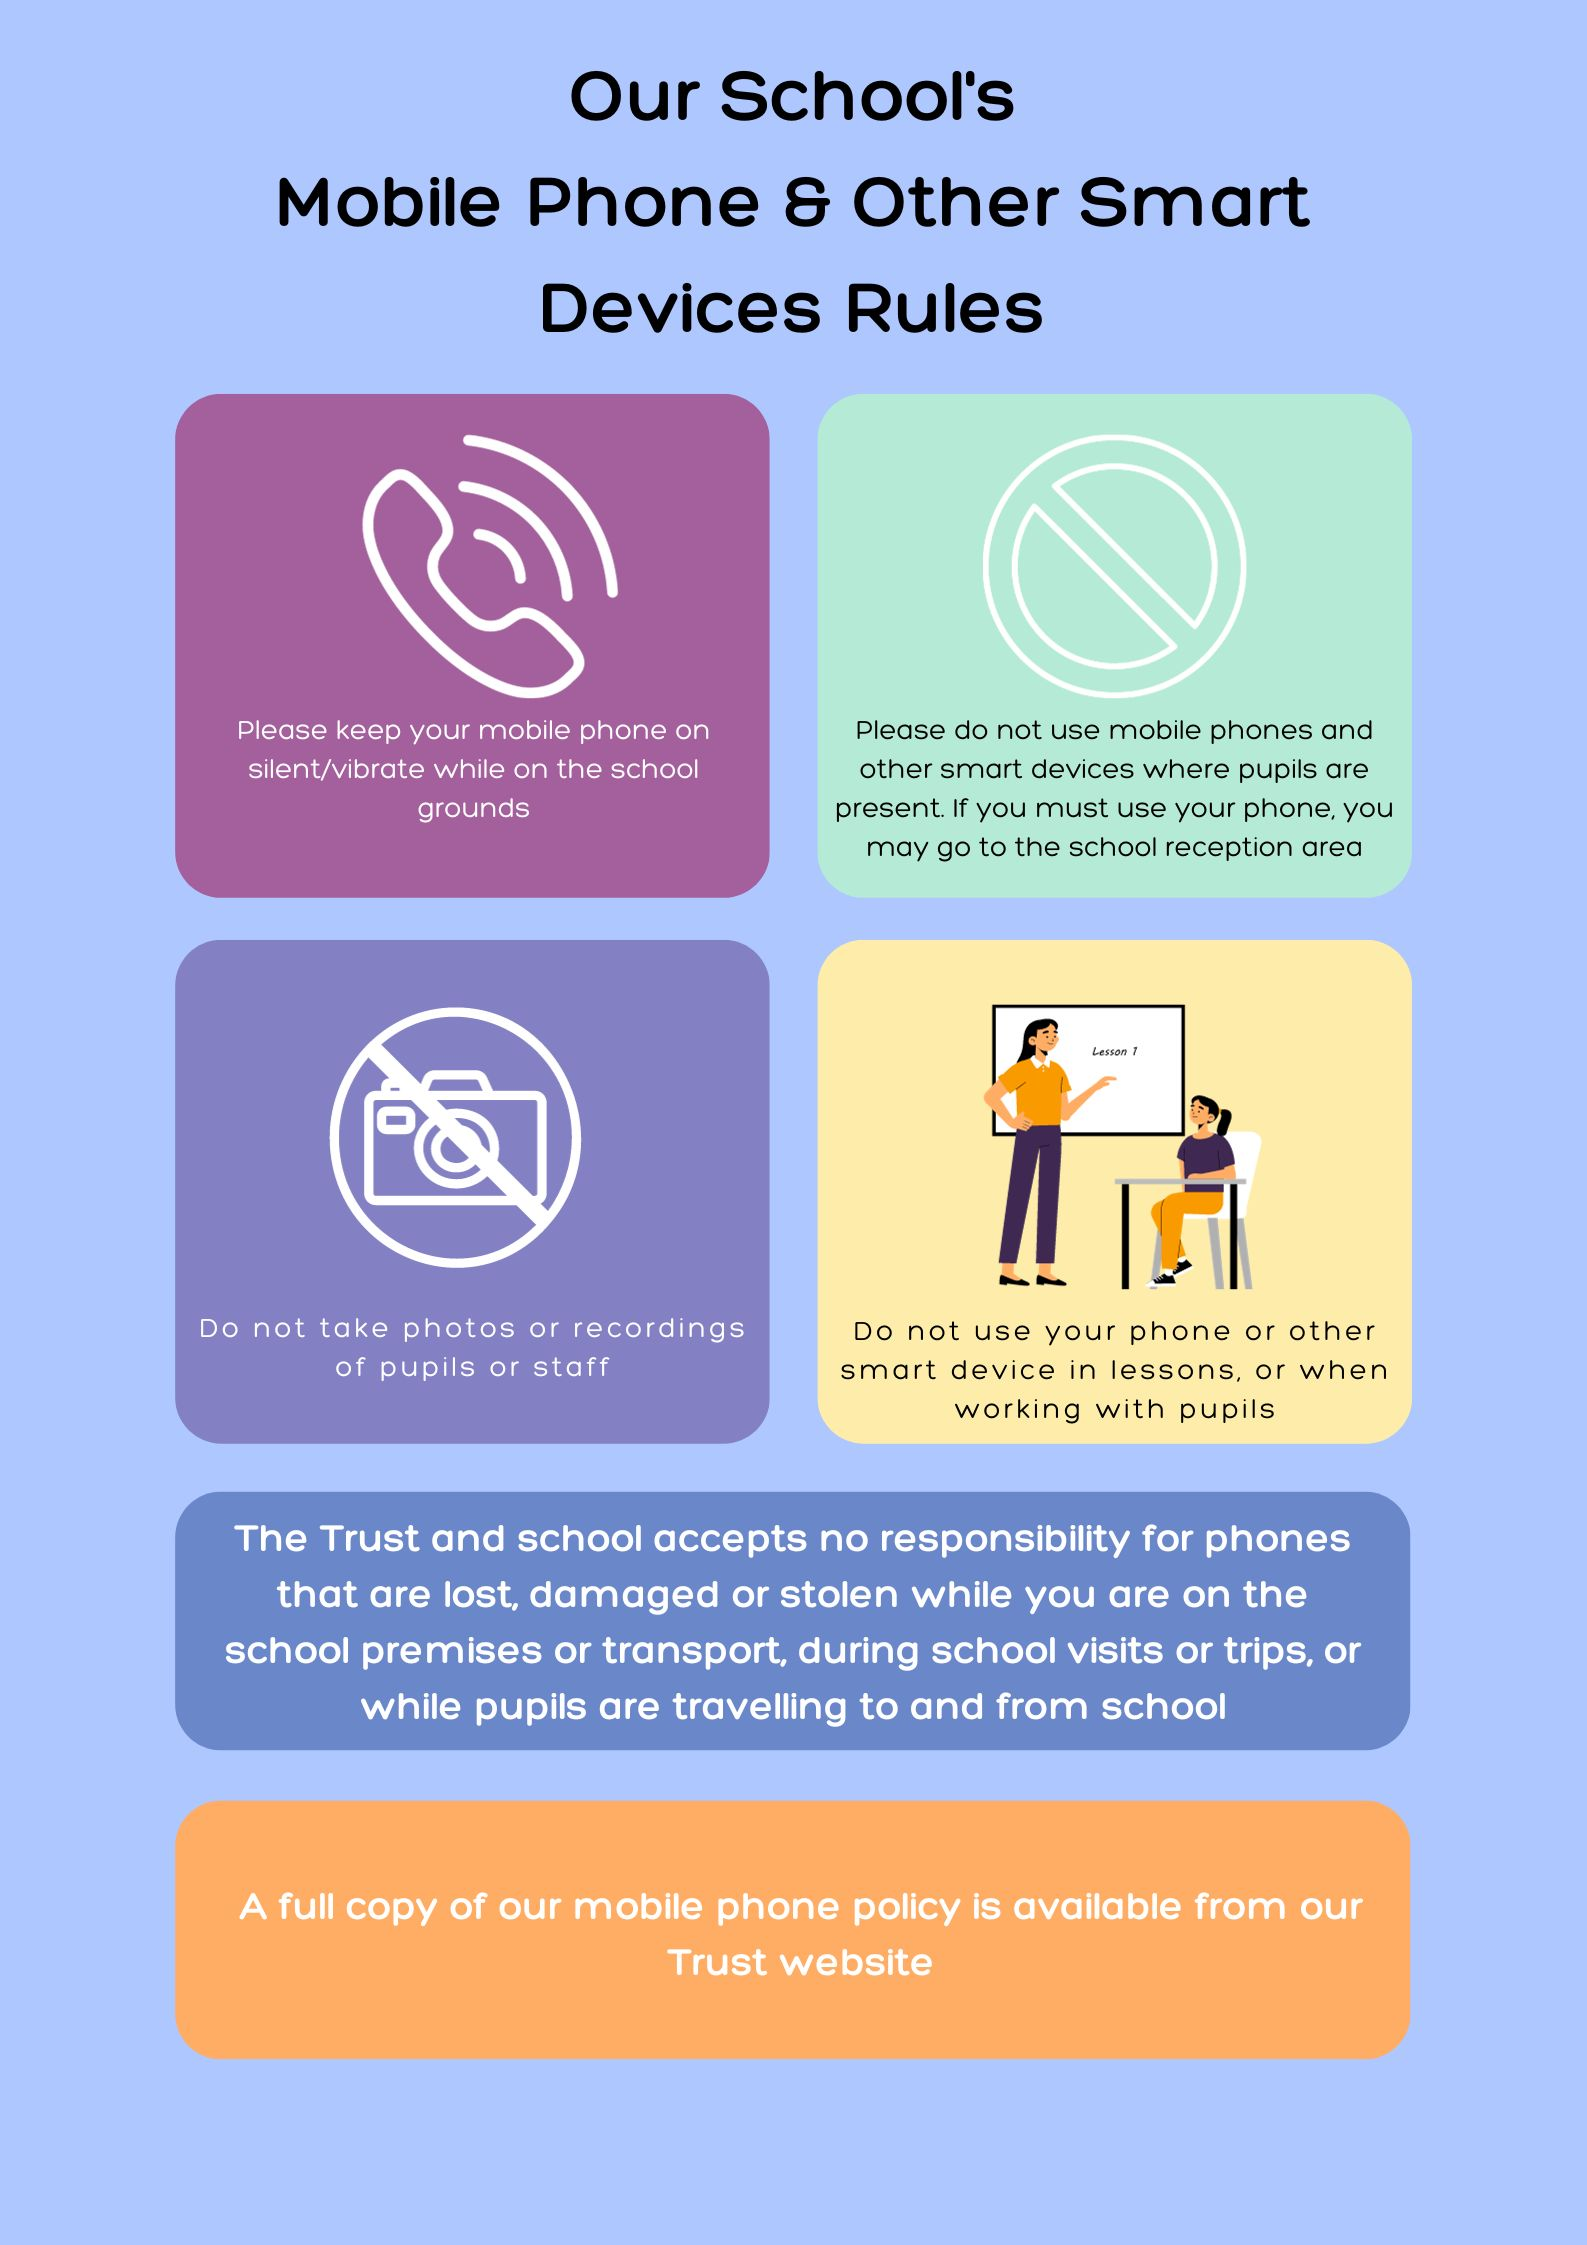 Our School's
Mobile Phone & Other Smart
Devices Rules
Please keep your mobile phone on
silent/vibrate while on the school
grounds
Please do not use mobile phones and
other smart devices where pupils are
present. If you must use your phone, you
may go to the school reception area
Do not take photos or recordings
of pupils or staff
Lesson 1
Do not use your phone or other
smart device in lessons, or when
working with pupils
The Trust and school accepts no responsibility for phones
that are lost, damaged or stolen while you are on the
school premises or transport, during school visits or trips, or
while pupils are travelling to and from school
A full copy of our mobile phone policy is available from our
Trust website